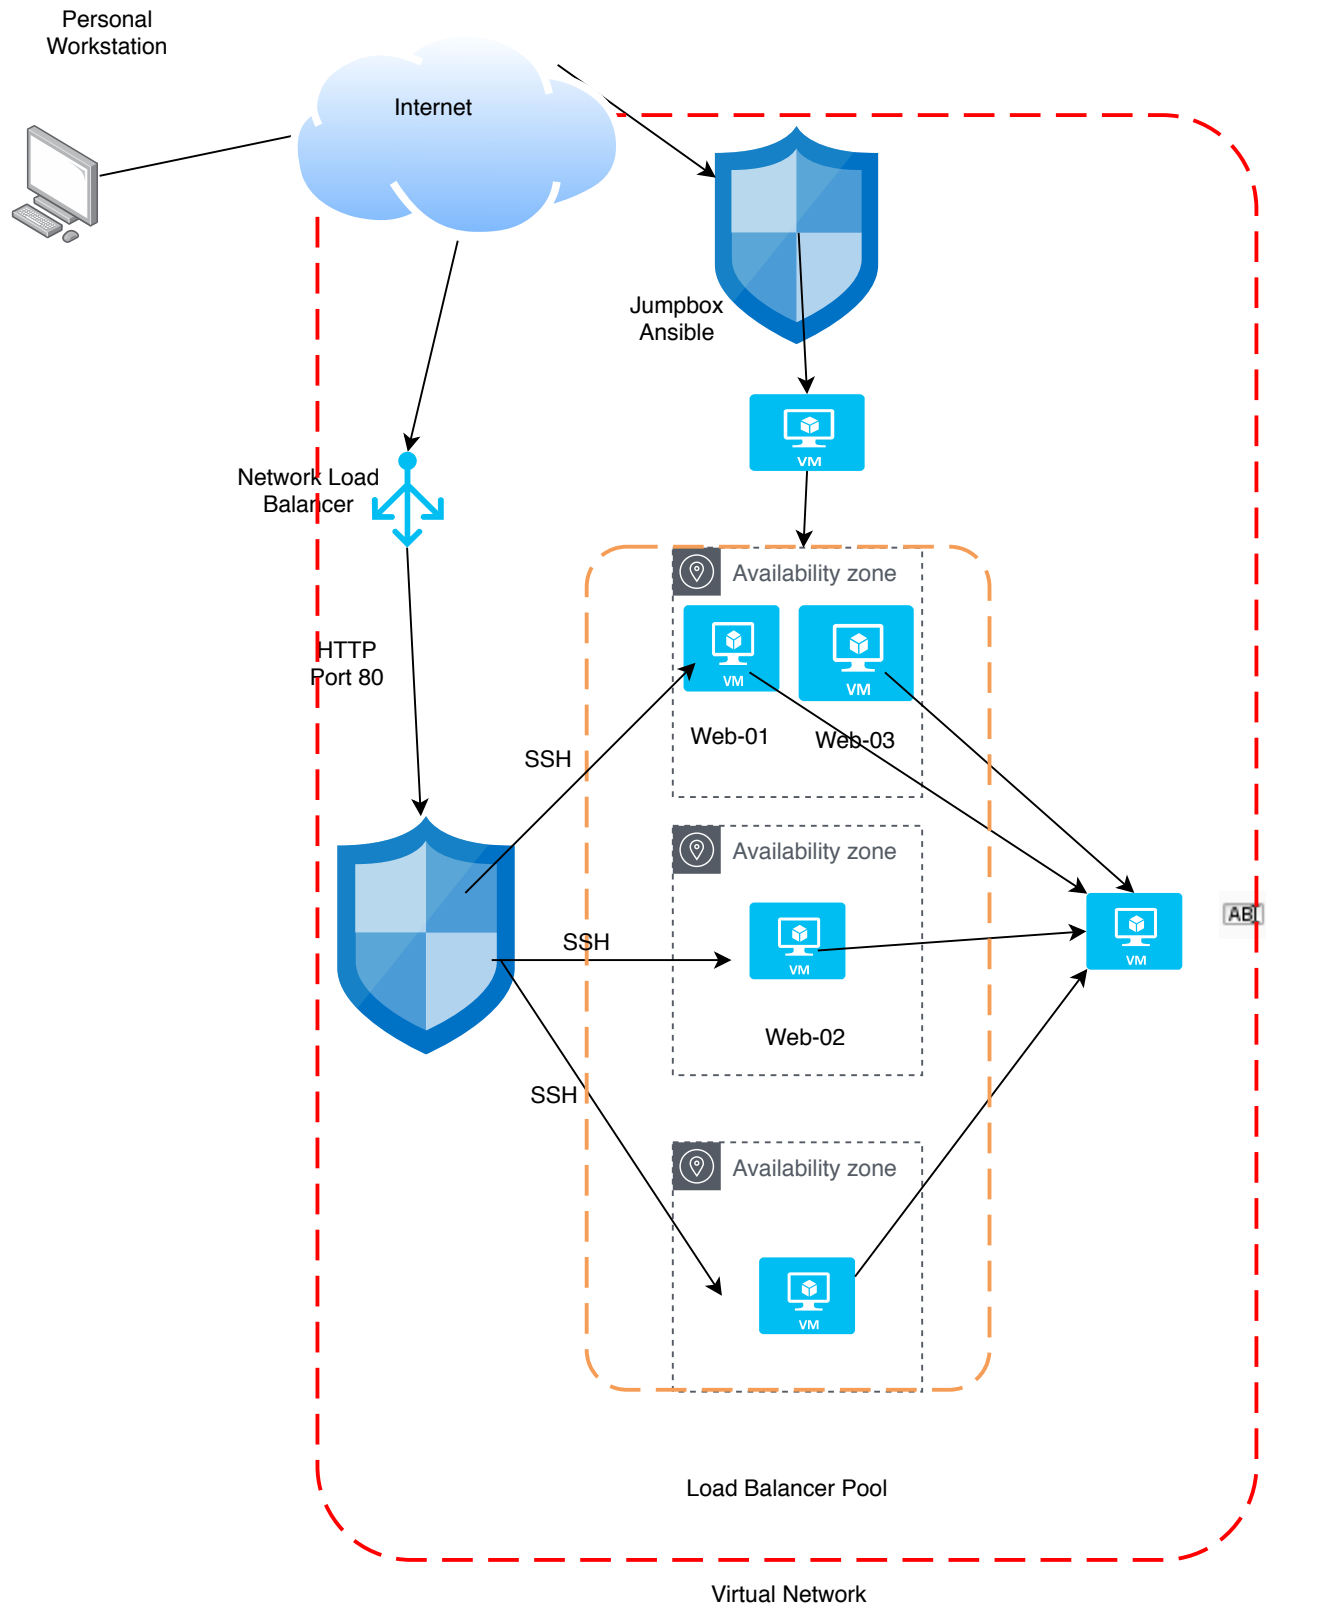 Personal
Workstation
Internet
Jumpbox
Ansible
VM
Network Load
Balancer
Availability zone
VM
VM
HTTP
Port 80
Web-01
Web-03
SSH
Availability zone
ABI
VM
VM
SSH
Web-02
SSH
Availability zone
VM
Load Balancer Pool
Virtual Network